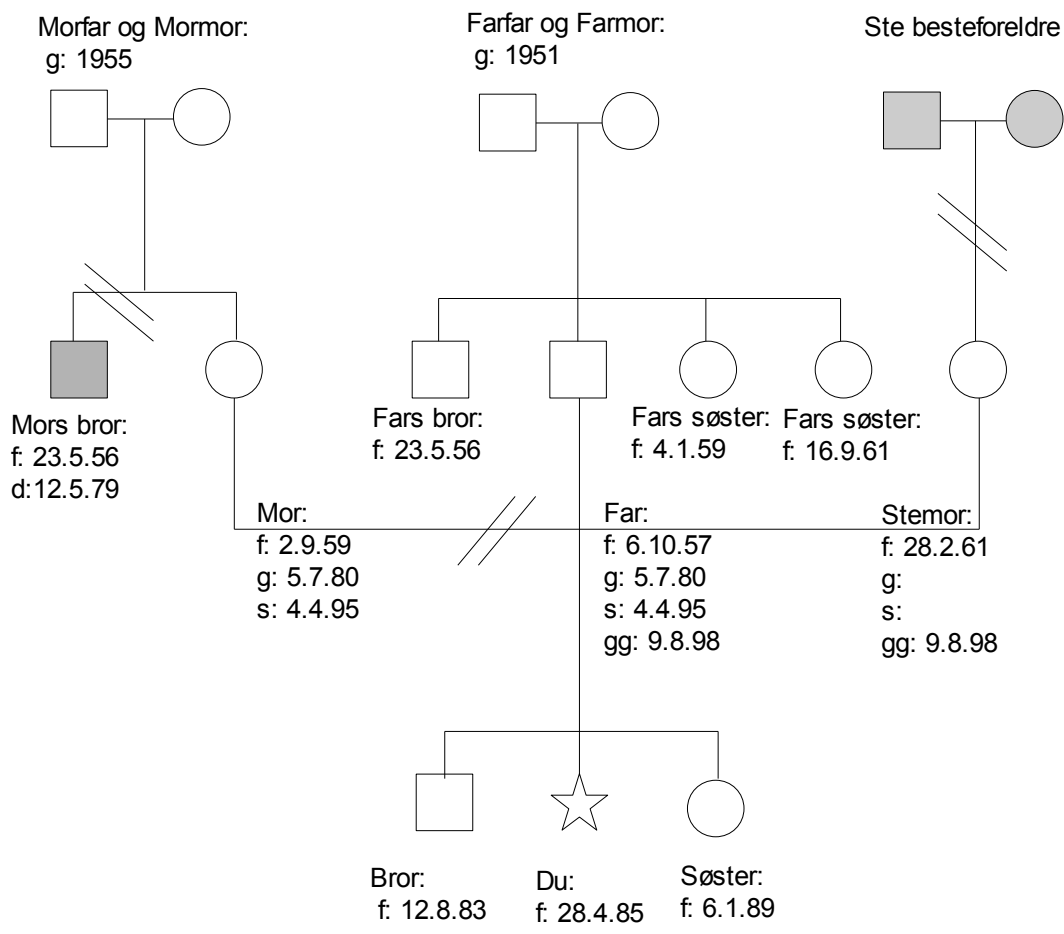 Morfar og Mormor:
g: 1955
Farfar og Farmor:
g: 1951
Ste besteforeldre
Mors bror:
f: 23.5.56
d:12.5.79
Fars bror:
f: 23.5.56
Fars søster:
f: 4.1.59
Fars søster:
f: 16.9.61
Mor:
f: 2.9.59
g: 5.7.80
s: 4.4.95
Far:
f: 6.10.57
g: 5.7.80
s: 4.4.95
gg: 9.8.98
Stemor:
f: 28.2.61
g:
s:
gg: 9.8.98
Bror:
f: 12.8.83
Du:
f: 28.4.85
Søster:
f: 6.1.89